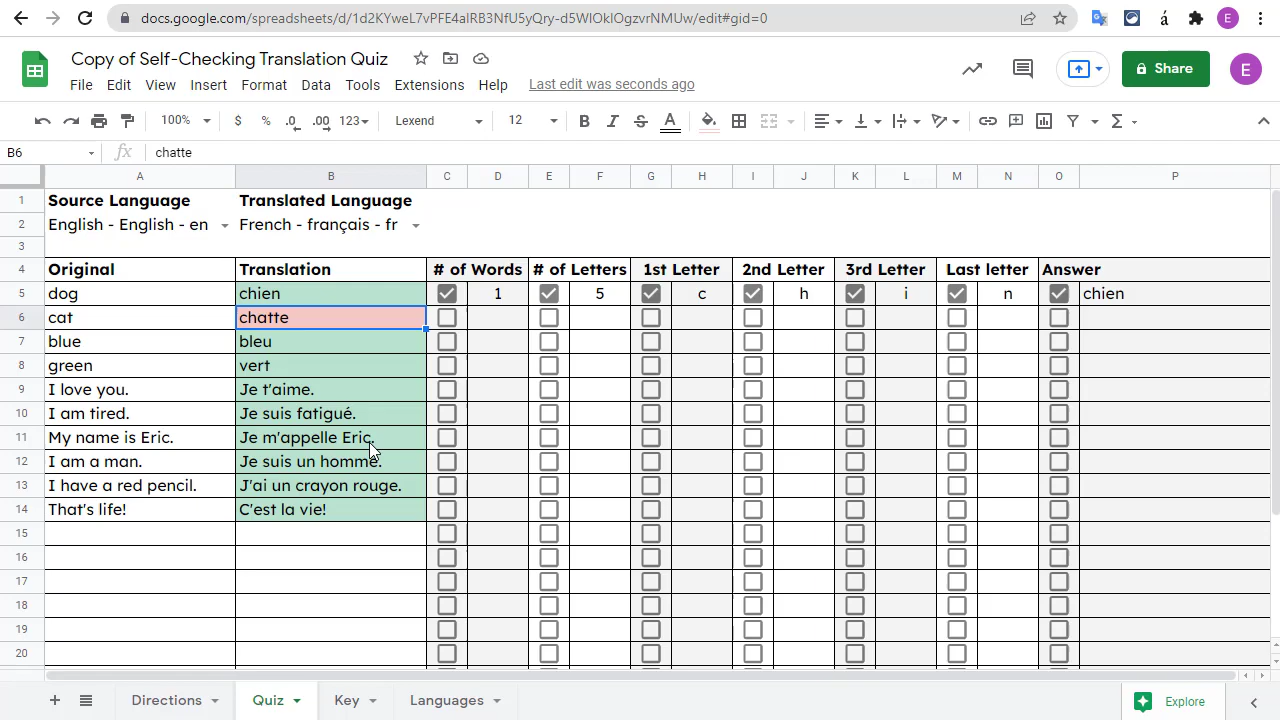 docs.google.com/spreadsheets/d/1d2KYweL7vPFE4alRB3NfU5yQry-d5WlOklOgzvrNMUw/edit#gid=0
á
E
Copy of Self-Checking Translation Quiz
File Edit View Insert Format Data Tools Extensions Help Last edit was seconds ago
Share
E
100% $ % .0 .00 123 Lexend 12 B I S A
B6 fx chatte
A B C D E F G H I J K L M N O P
1 Source Language Translated Language
2 English - English - en French - français - fr
3
4 Original Translation # of Words # of Letters 1st Letter 2nd Letter 3rd Letter Last letter Answer
5 dog chien 1 5 c h i n chien
6 cat chatte
7 blue bleu
8 green vert
9 I love you. Je t'aime.
10 I am tired. Je suis fatigué.
11 My name is Eric. Je m'appelle Eric.
12 I am a man. Je suis un homme.
13 I have a red pencil. J'ai un crayon rouge.
14 That's life! C'est la vie!
15
16
17
18
19
20
Directions Quiz Key Languages Explore